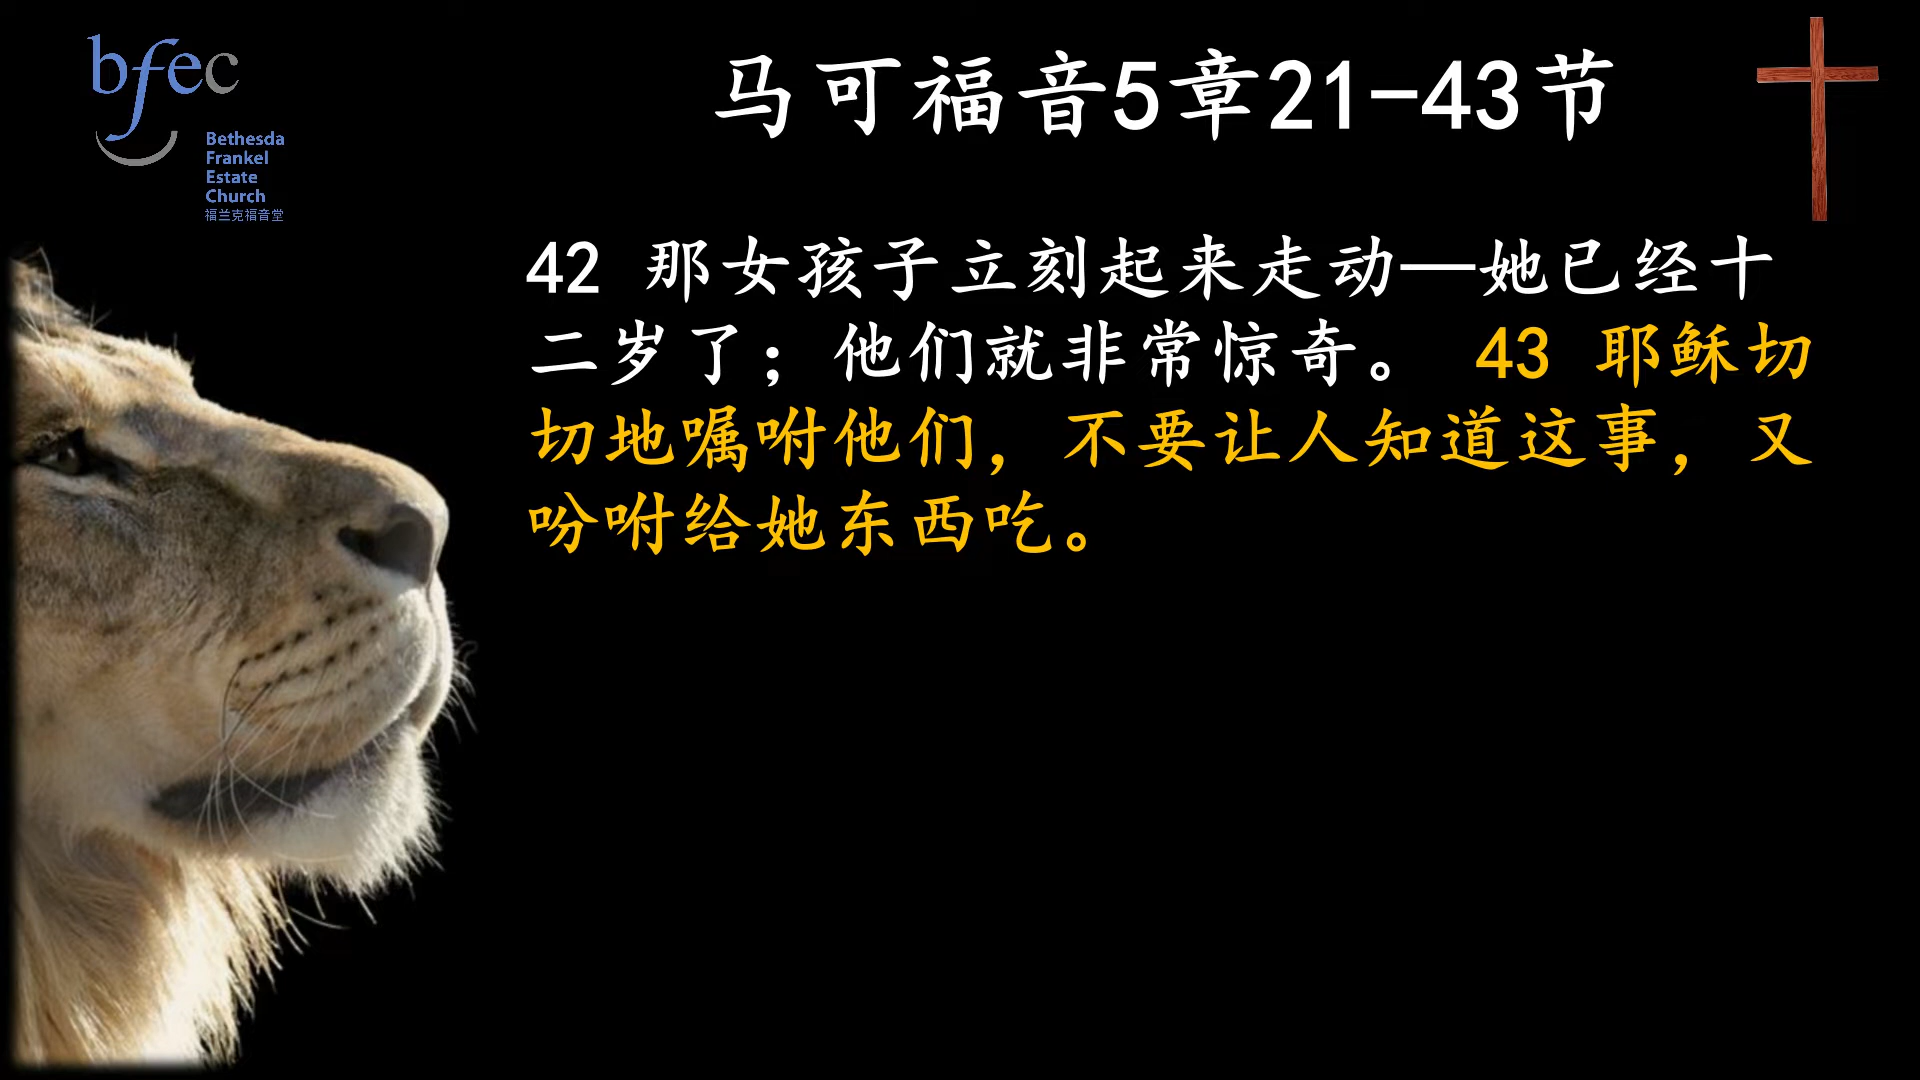 bfec
Bethesda
Frankel
Estate
Church
福兰克福音堂
马可福音5章21-43节
42 那女孩子立刻起来走动—她已经十
二岁了；他们就非常惊奇。 43 耶稣切
切地嘱咐他们，不要让人知道这事，又
吩咐给她东西吃。